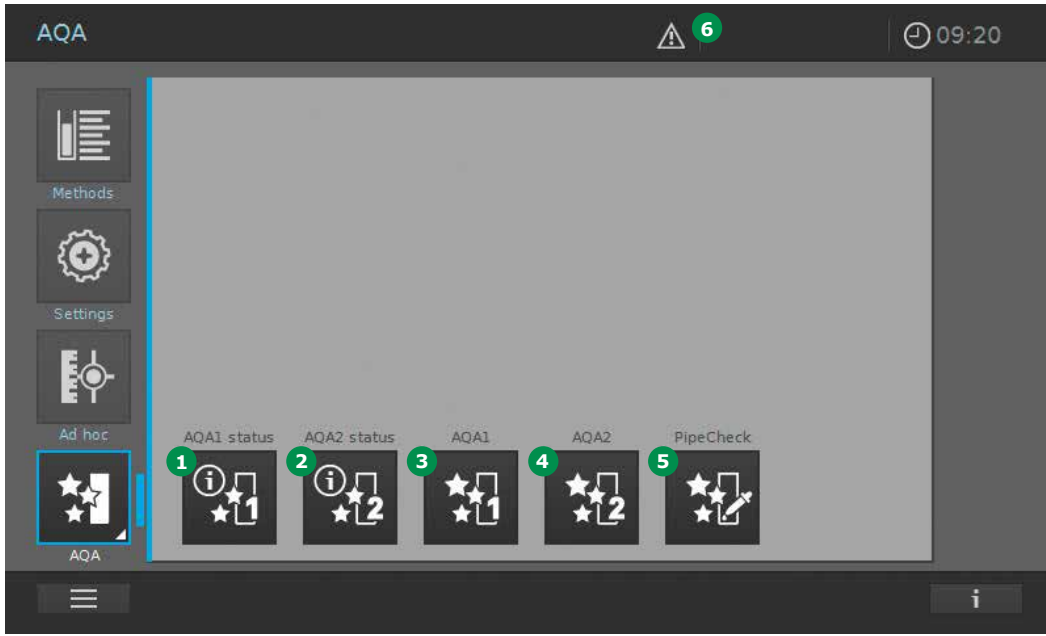 AQA
6
09:20
Methods
Settings
Ad hoc
AQA
AQA1 status
AQA2 status
AQA1
AQA2
PipeCheck
1
2
3
4
5
i
1
i
2
1
2
i